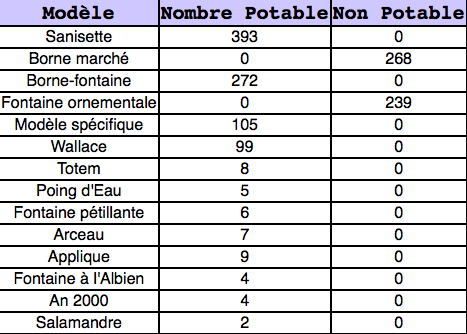 Modèle Nombre Potable Non Potable
Sanisette 393 0
Borne marché 0 268
Borne-fontaine 272 0
Fontaine ornementale 0 239
Modèle spécifique 105 0
Wallace 99 0
Totem 8 0
Poing d'Eau 5 0
Fontaine pétillante 6 0
Arceau 7 0
Applique 9 0
Fontaine à l'Albien 4 0
An 2000 4 0
Salamandre 2 0